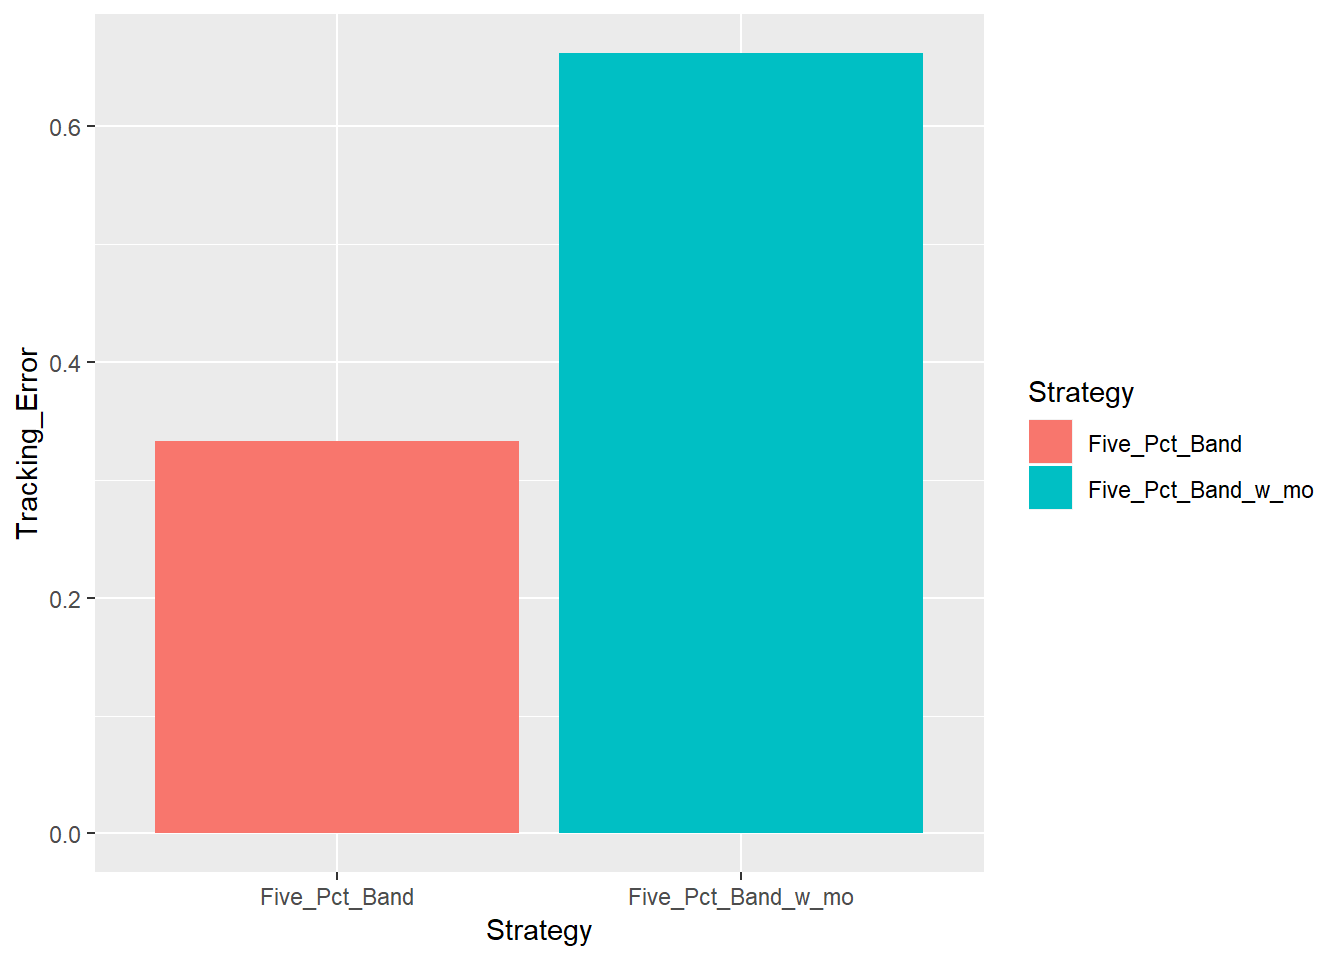 Tracking_Error
0.6
0.4
0.2
0.0
Five_Pct_Band
Five_Pct_Band_w_mo
Strategy
Strategy
Five_Pct_Band
Five_Pct_Band_w_mo